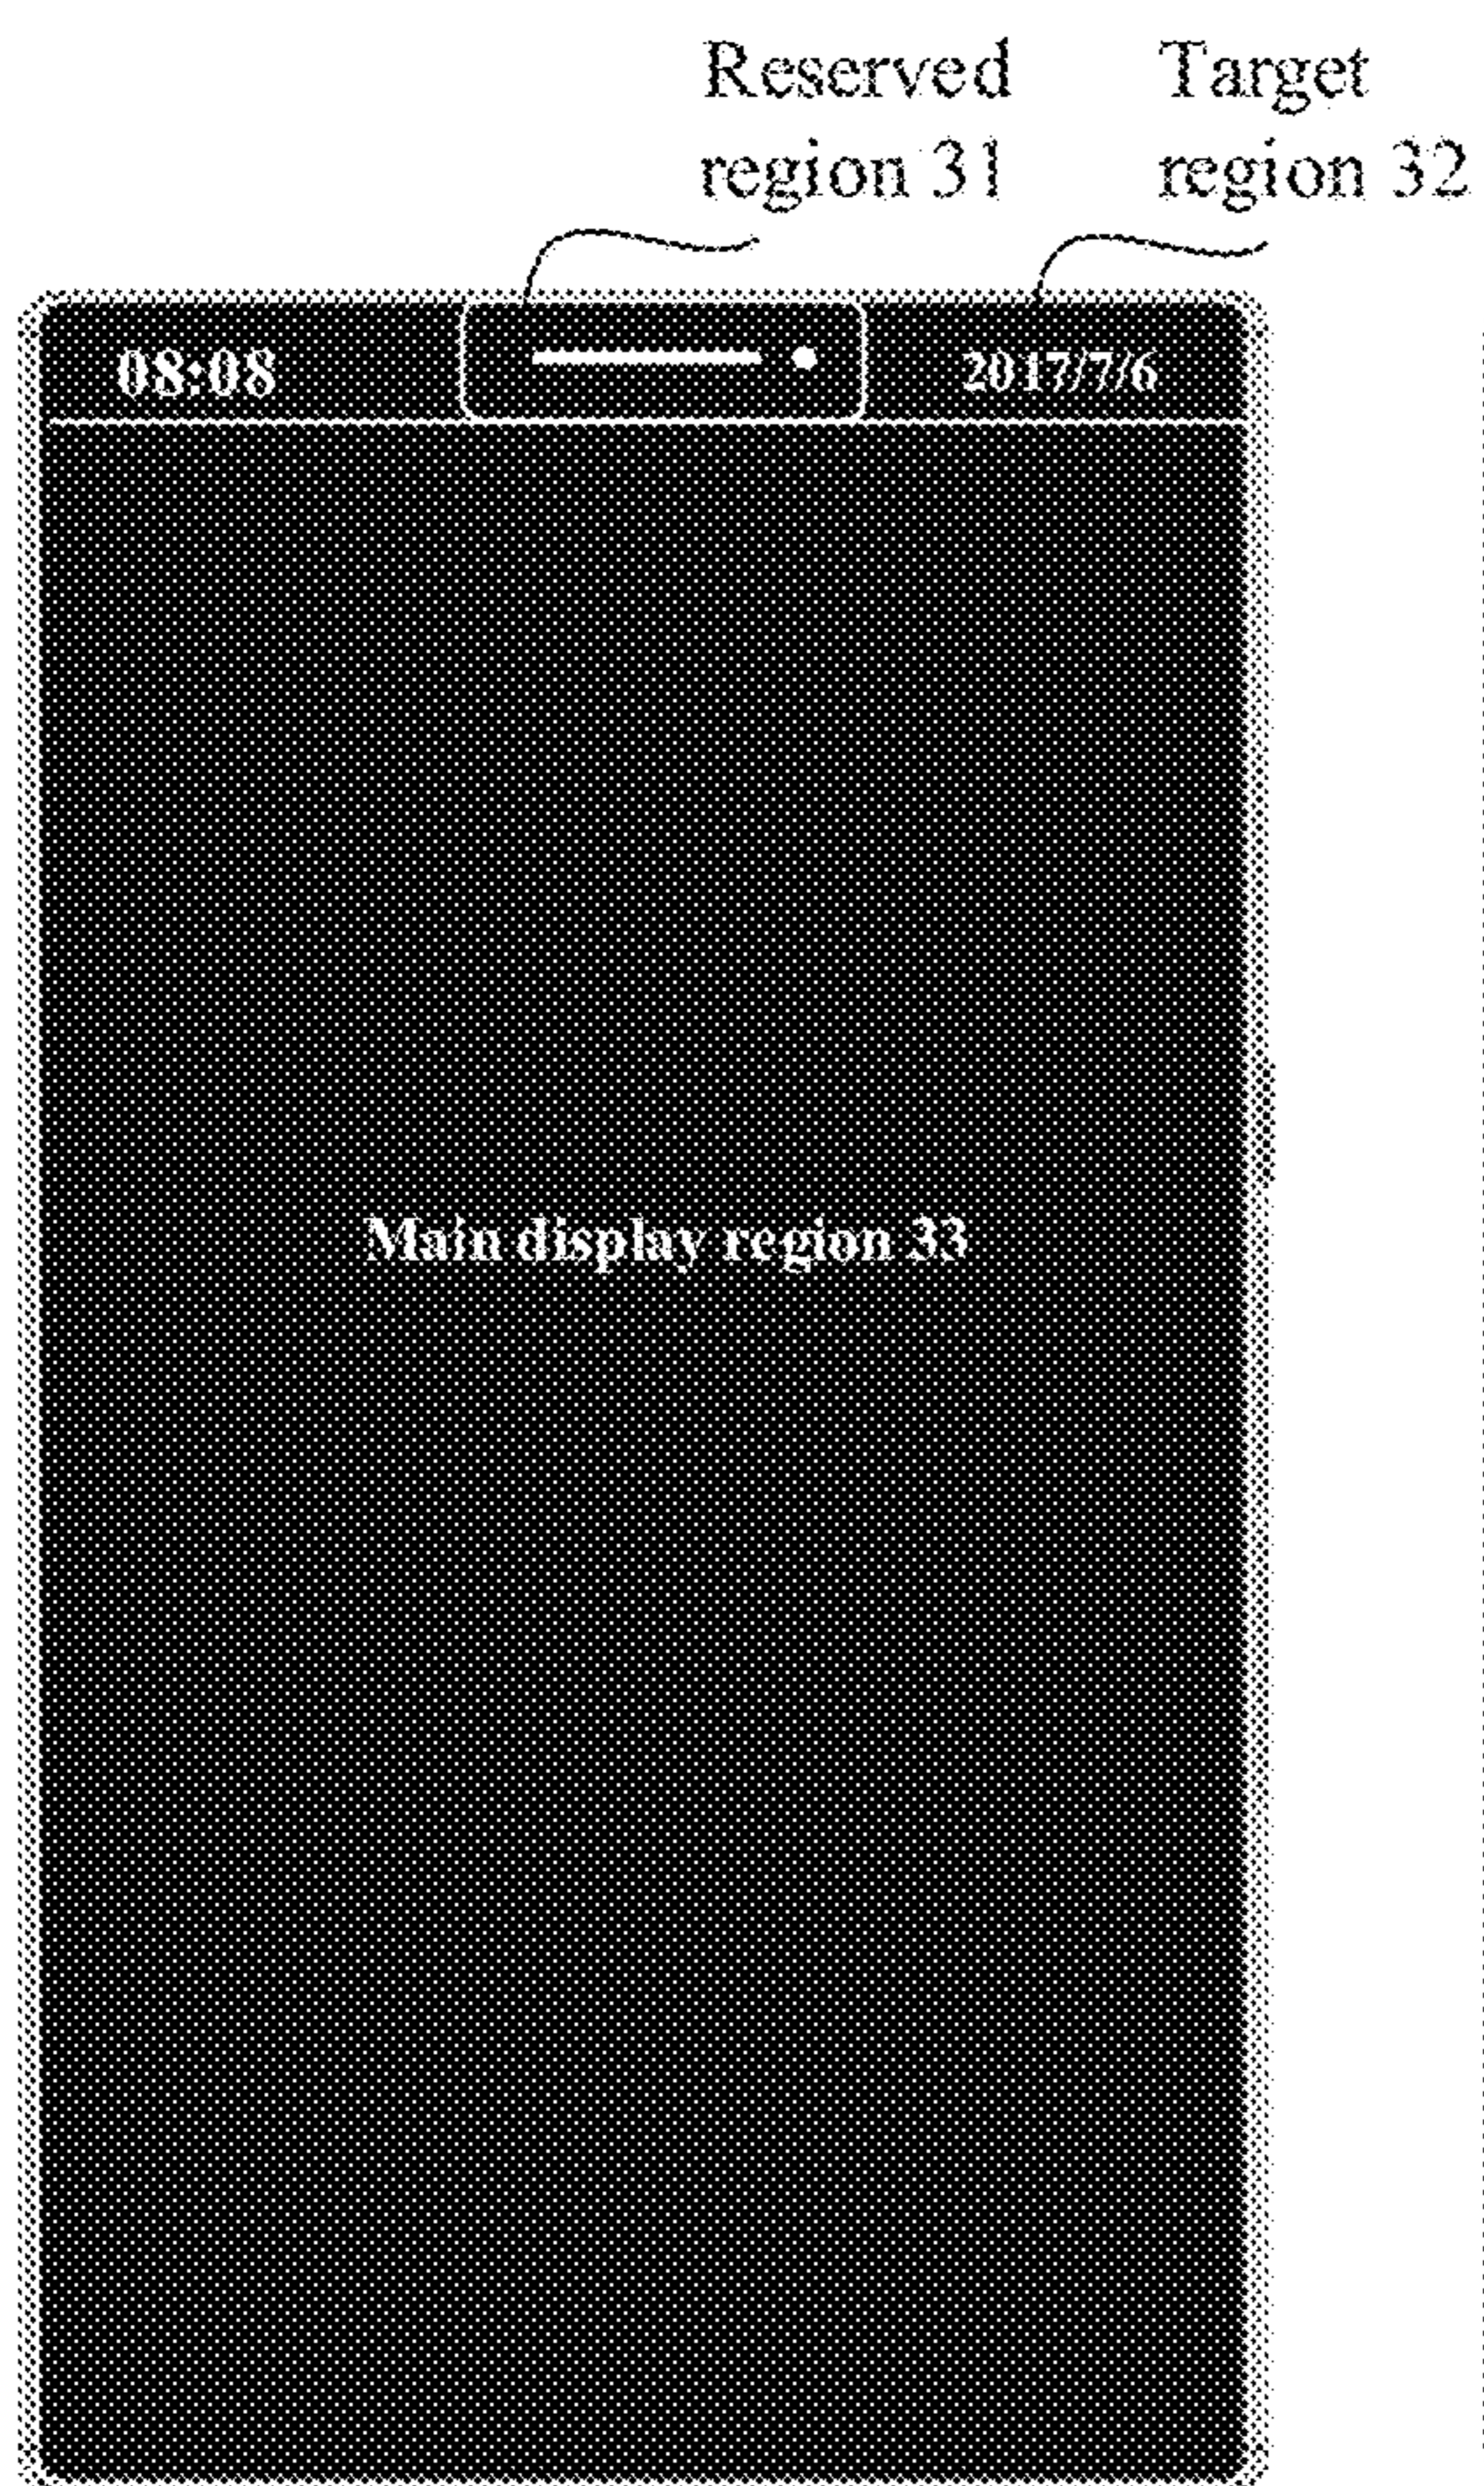 Reserved
region 31
Target
region 32
08:08
2017/7/6
Main display region 33